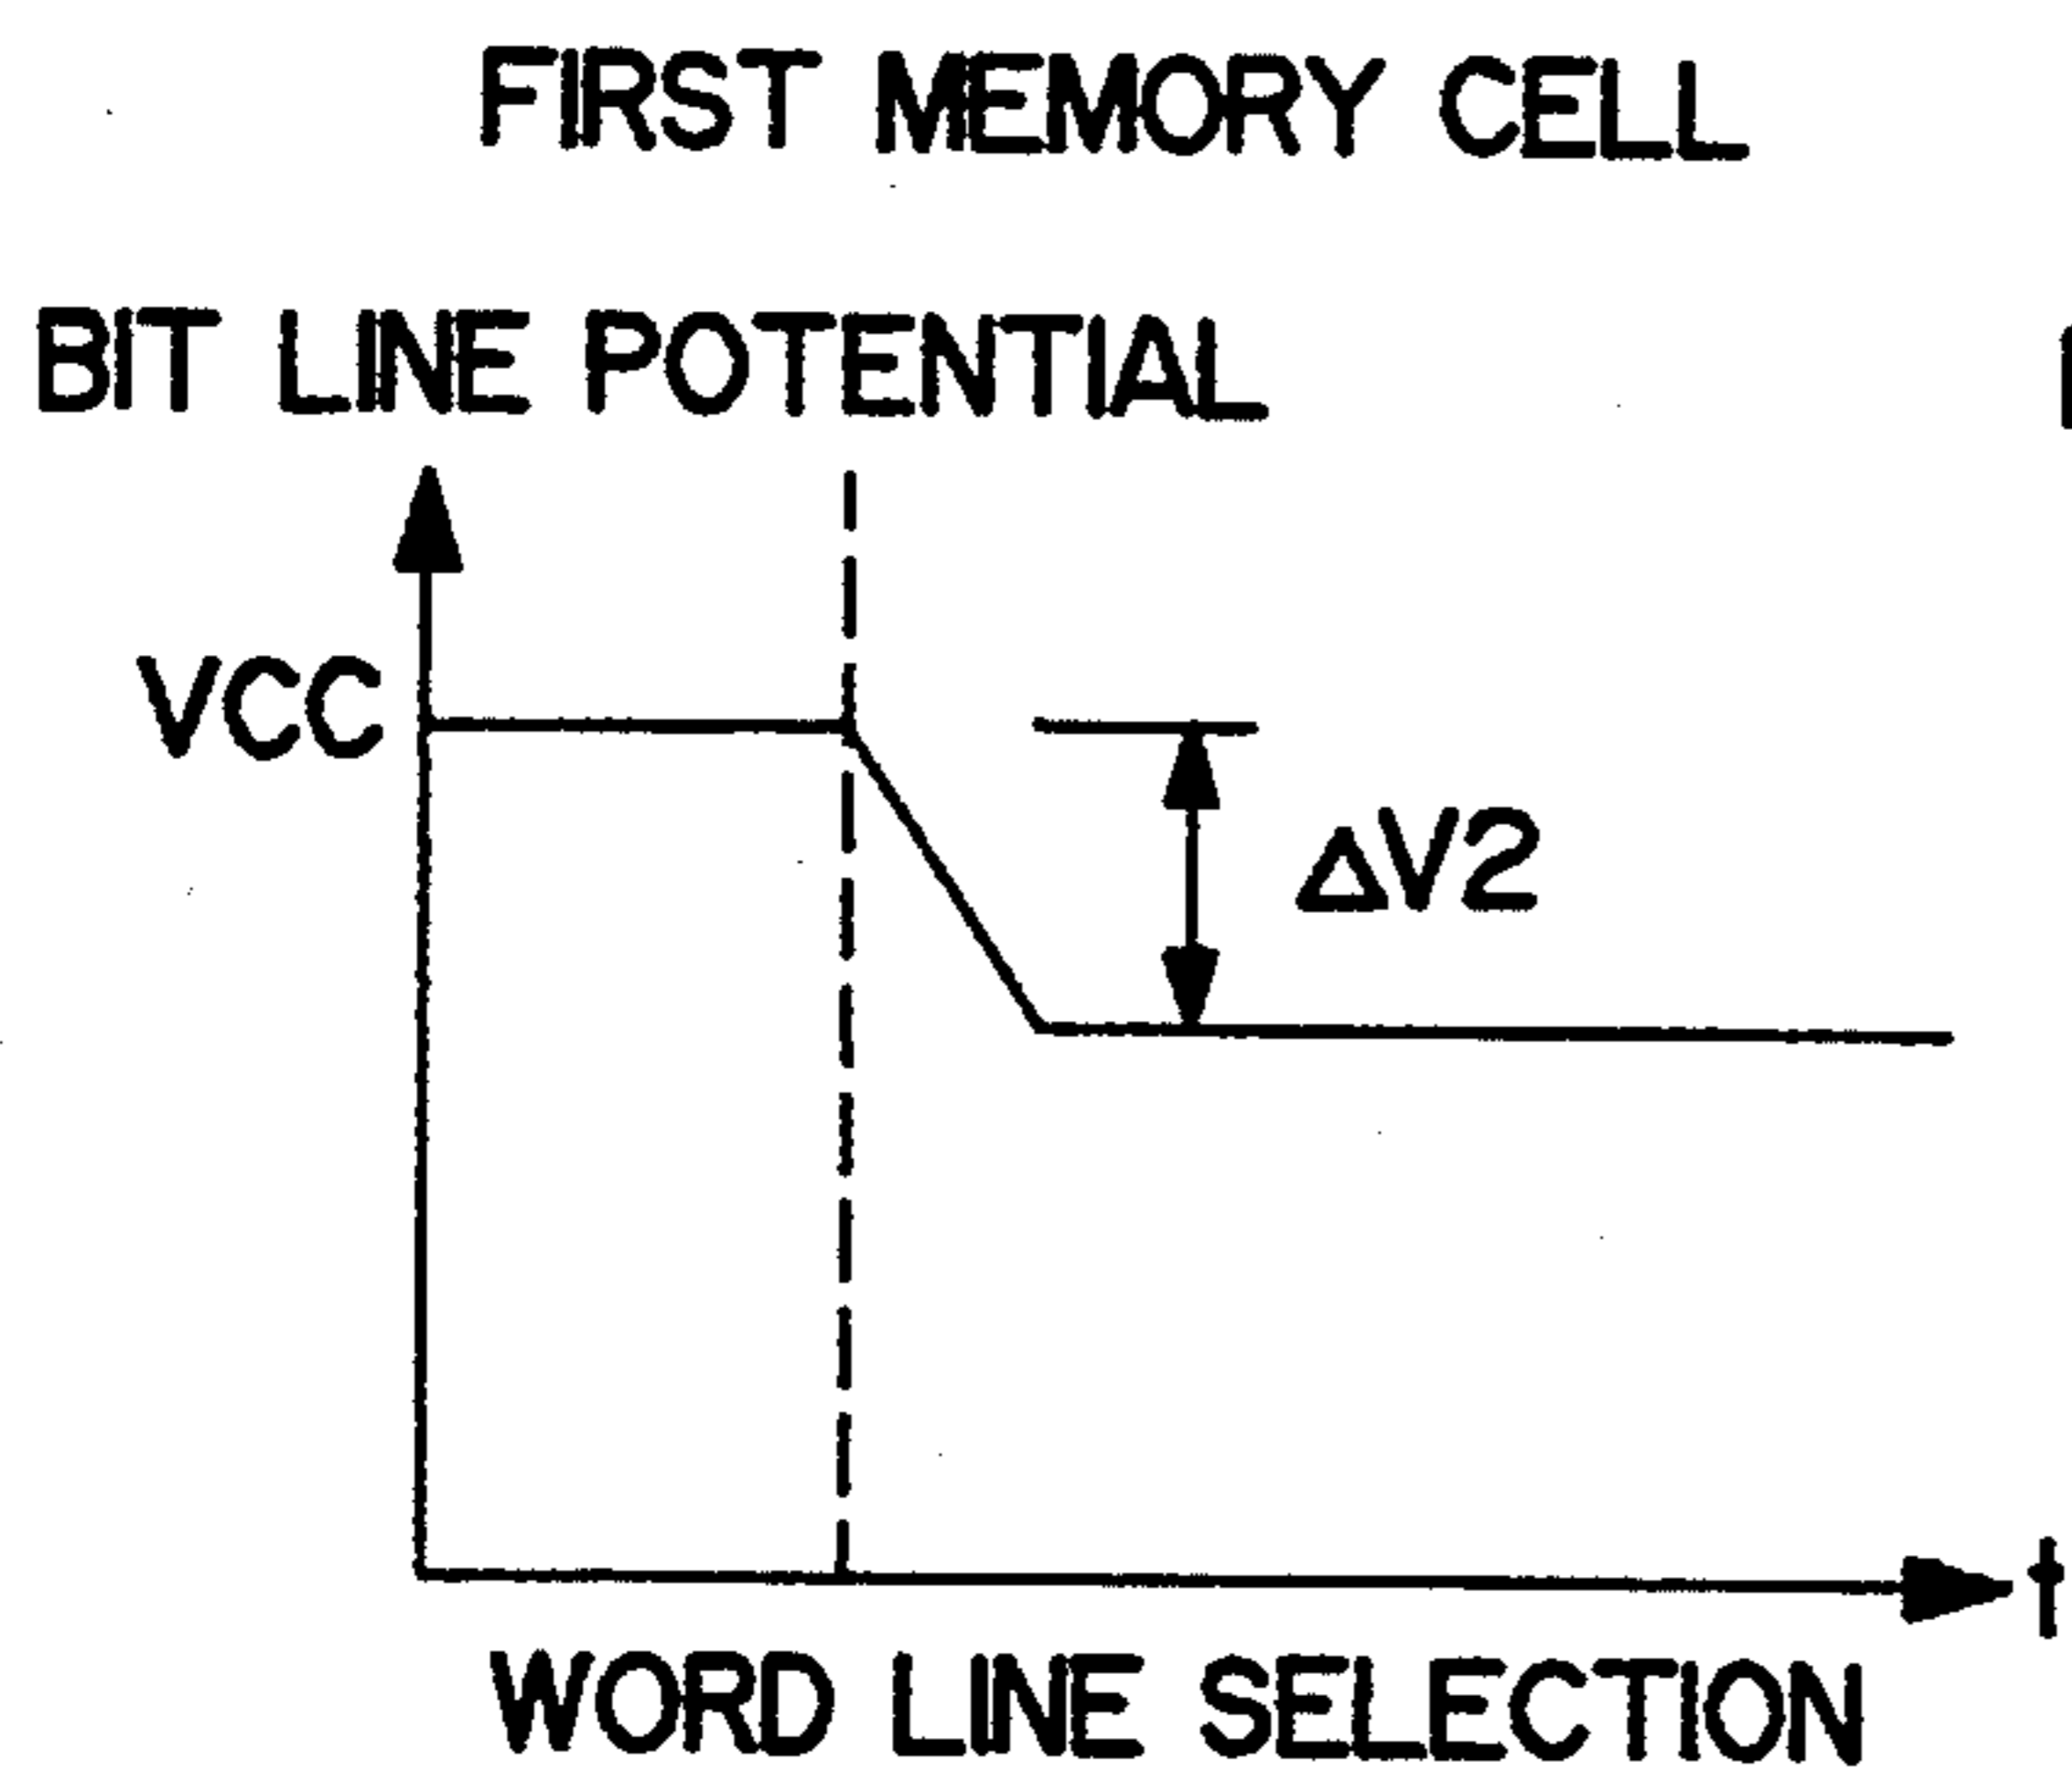 FIRST MEMORY CELL
BIT LINE POTENTIAL
VCC
ΔV2
t
WORD LINE SELECTION